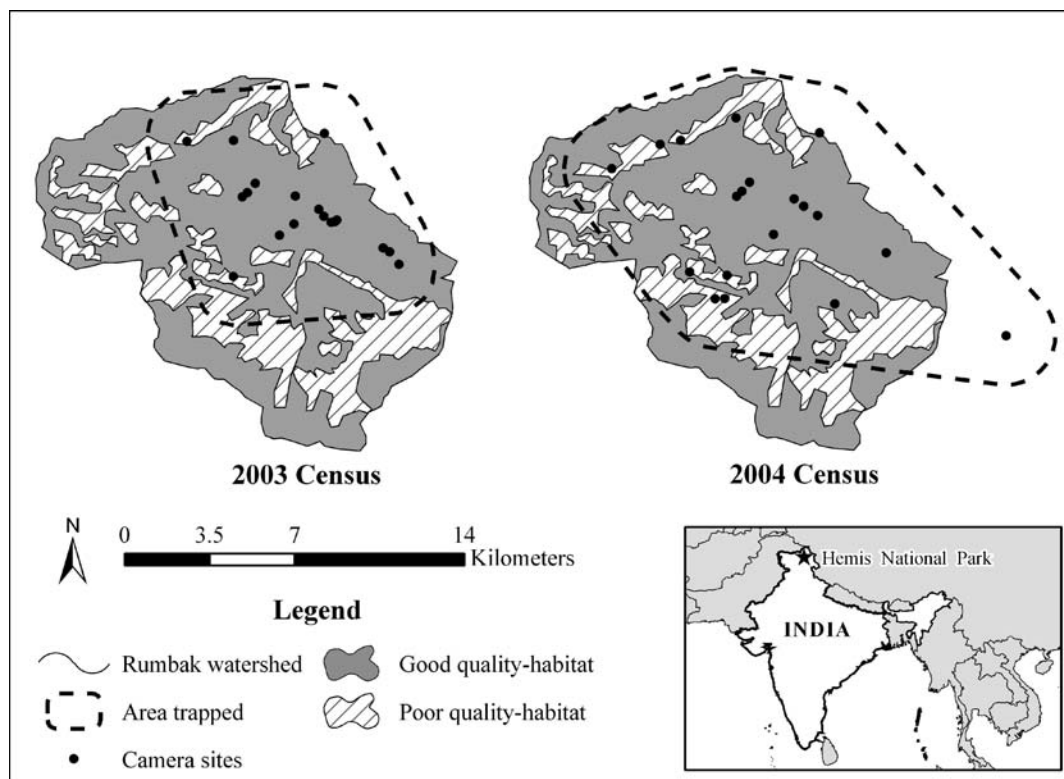 2003 Census
2004 Census
N
0 3.5 7 14
Kilometers
Legend
Rumbak watershed
Good quality-habitat
Area trapped
Poor quality-habitat
Camera sites
Hemis National Park
INDIA